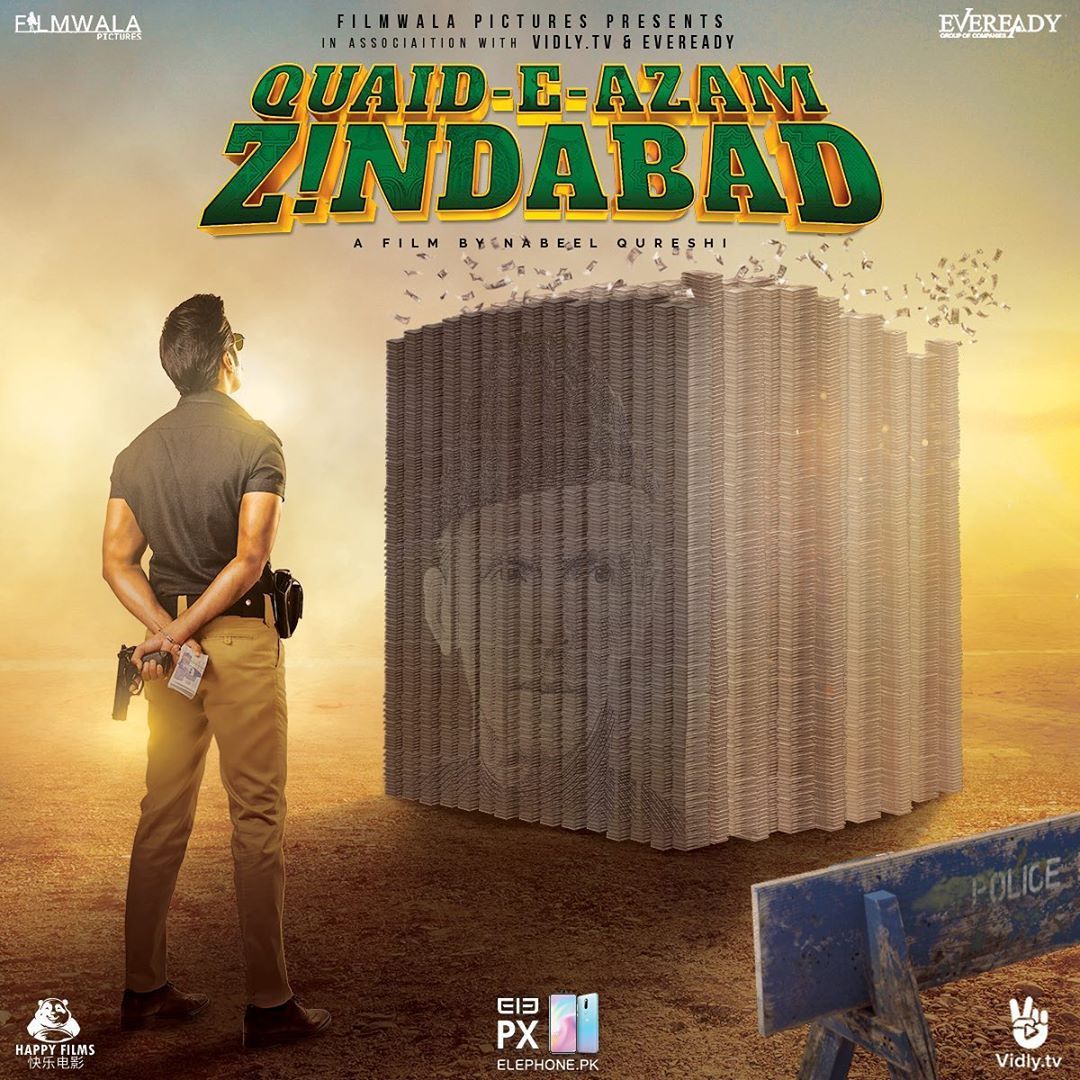 FILMWALA
PICTURES
FILMWALA PICTURES PRESENTS
IN ASSOCIAITION WITH VIDLY.TV & EVEREADY
EVEREADY
GROUP OF COMPANIES
QUAID-E-AZAM
Z!NDABAD
A FILM BY NABEEL QURESHI
POLICE
HAPPY FILMS
快乐电影
PX
ELEPHONE.PK
Vidly.tv